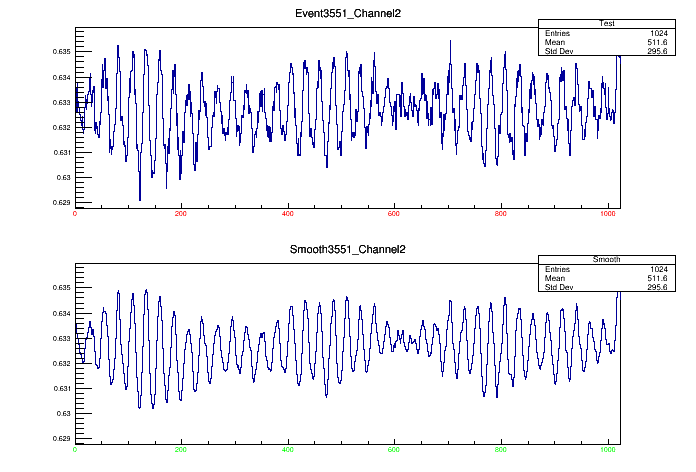 Event3551_Channel2
Test
Entries 1024
Mean 511.6
Std Dev 295.6
0.635
0.634
0.633
0.632
0.631
0.63
0.629
0 200 400 600 800 1000
Smooth3551_Channel2
Smooth
Entries 1024
Mean 511.6
Std Dev 295.6
0.635
0.634
0.633
0.632
0.631
0.63
0.629
0 200 400 600 800 1000